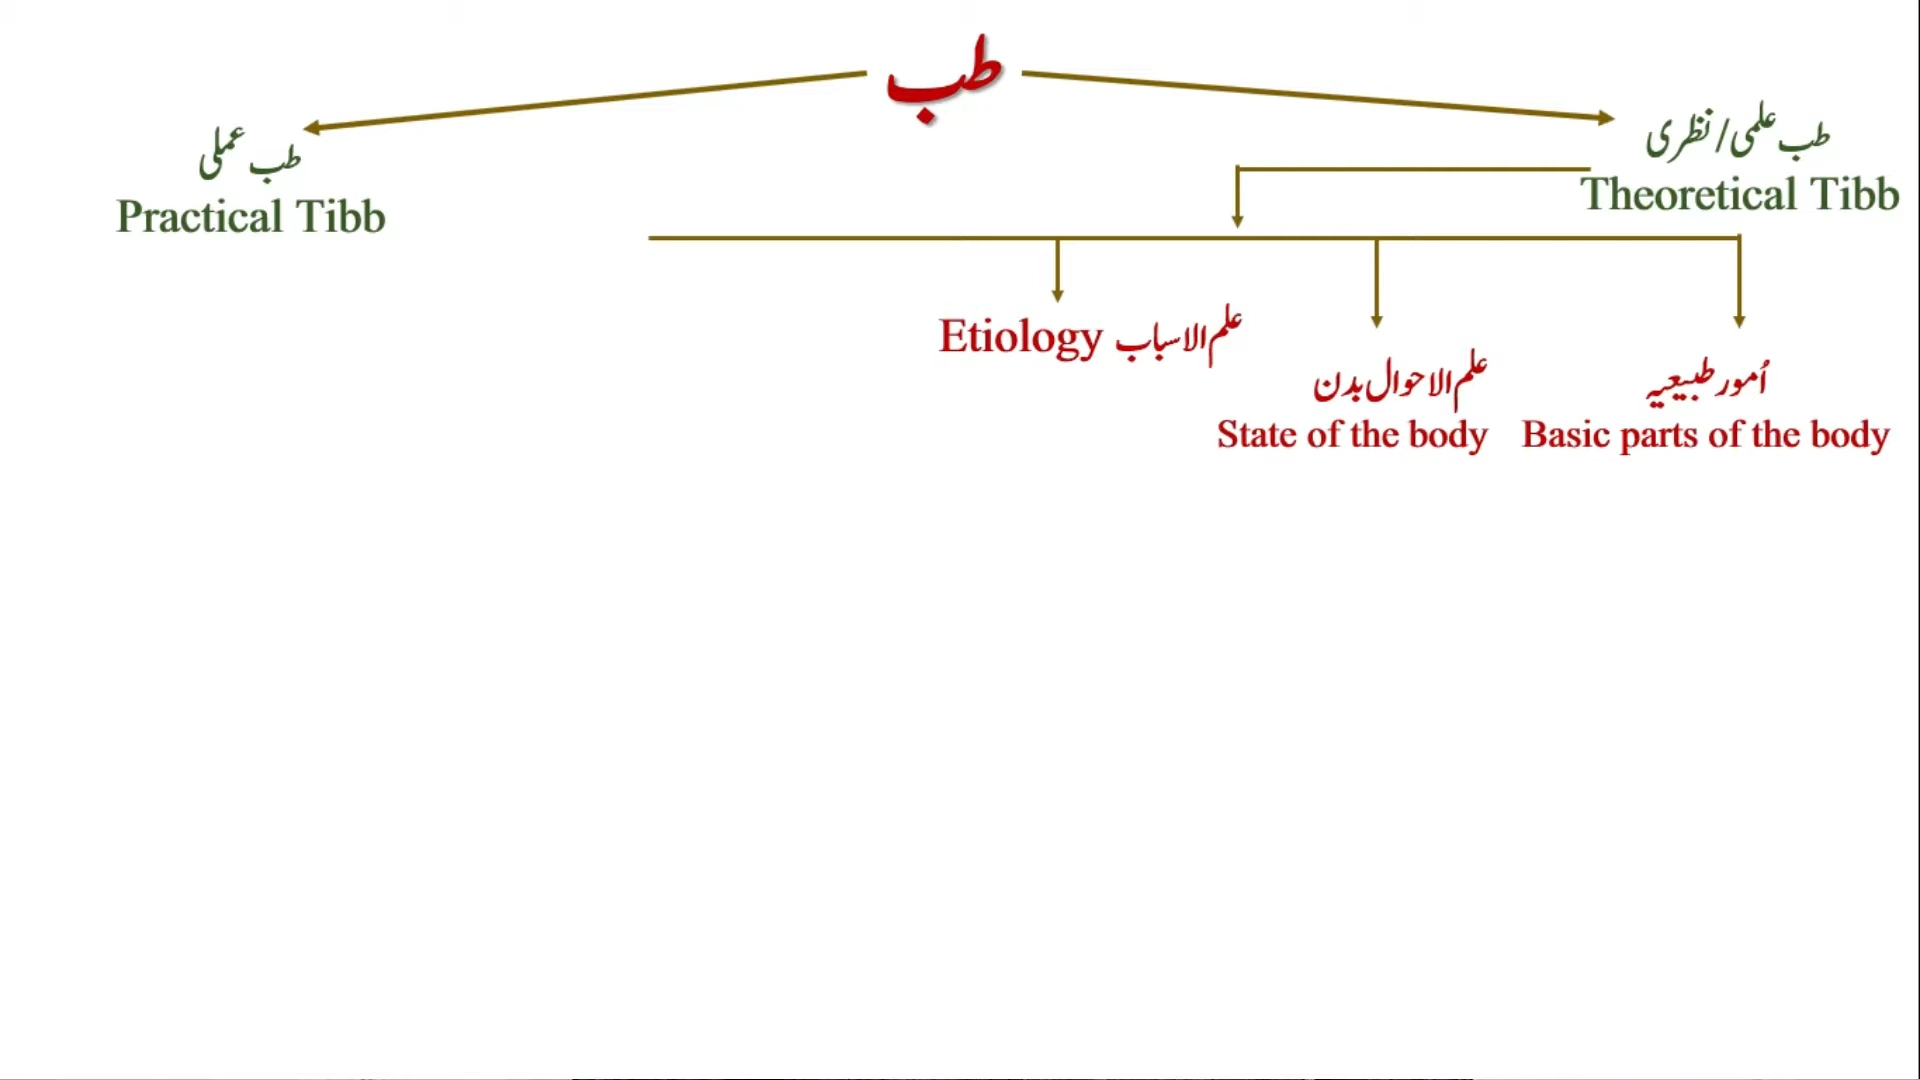 طب
طب علمی/نظری
Theoretical Tibb
طب عملی
Practical Tibb
علم الاسباب Etiology
اُمور طبیعیہ
Basic parts of the body
علم الاحوال بدن
State of the body